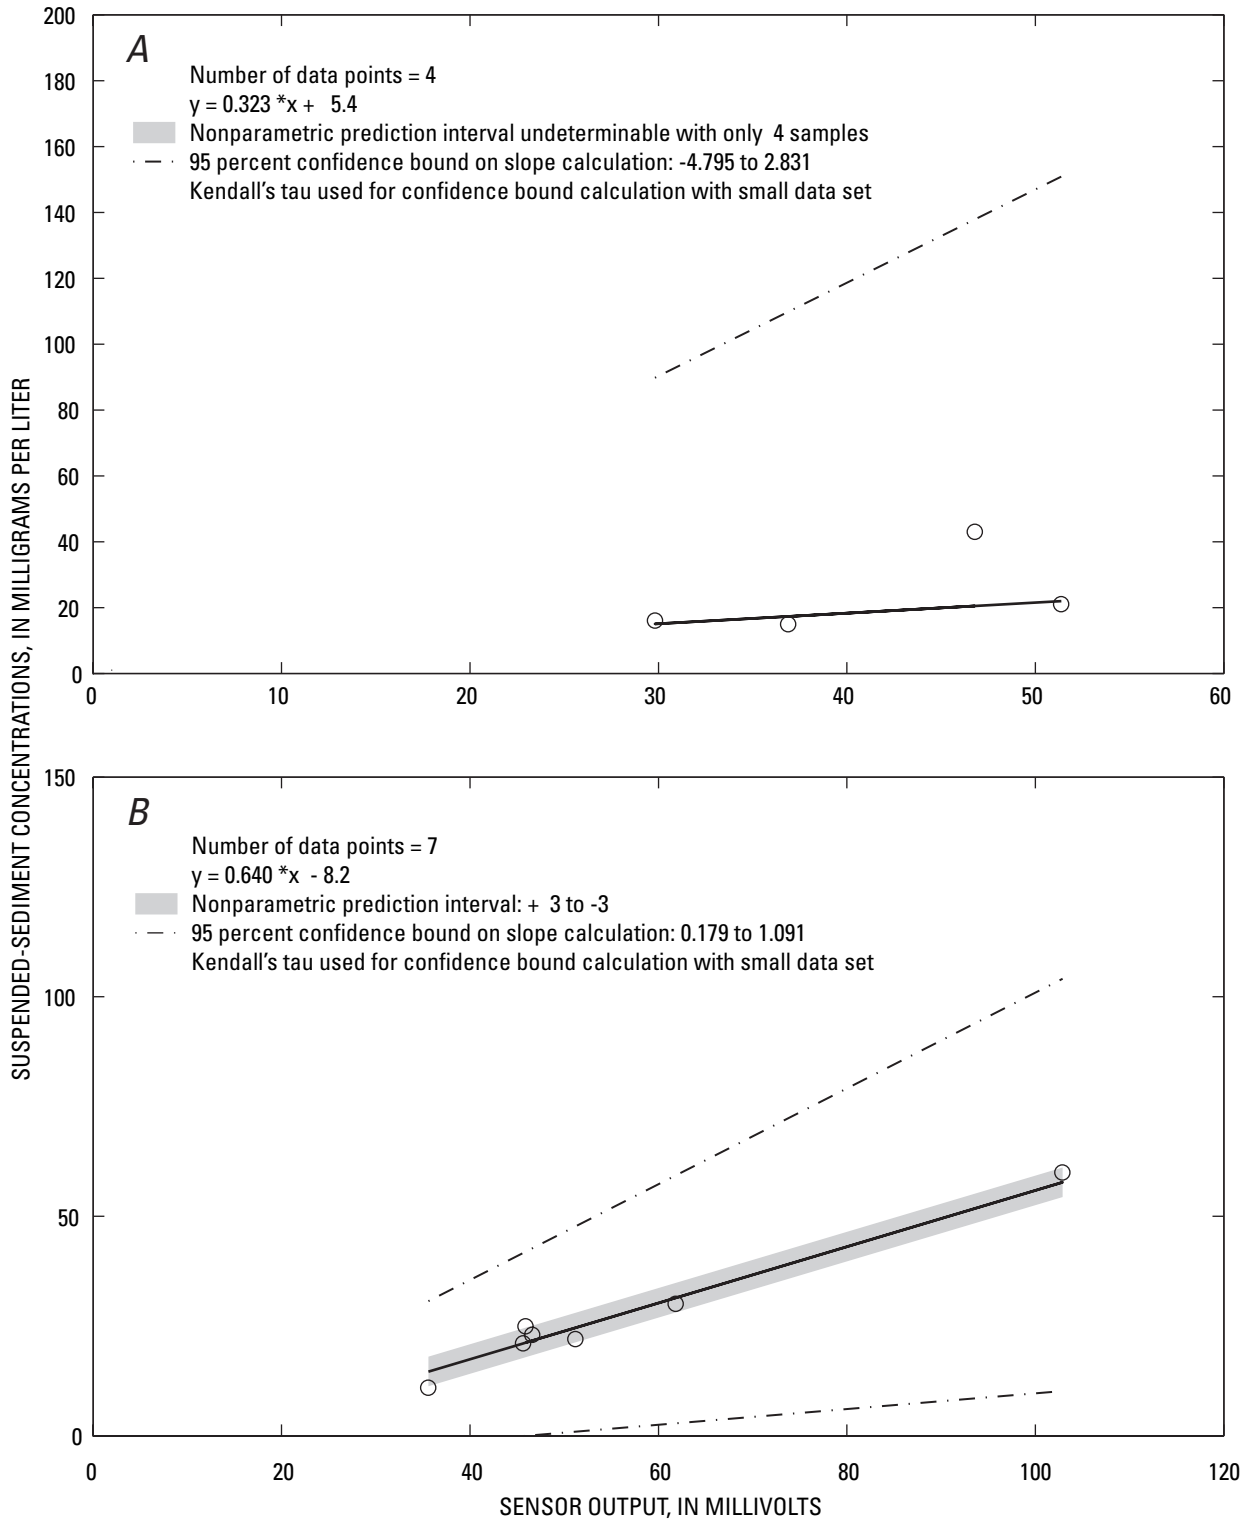 SUSPENDED-SEDIMENT CONCENTRATIONS, IN MILLIGRAMS PER LITER
A
Number of data points = 4
y = 0.323 *x + 5.4
Nonparametric prediction interval undeterminable with only 4 samples
95 percent confidence bound on slope calculation: -4.795 to 2.831
Kendall's tau used for confidence bound calculation with small data set
200
180
160
140
120
100
80
60
40
20
0
0 10 20 30 40 50 60
B
Number of data points = 7
y = 0.640 *x - 8.2
Nonparametric prediction interval: + 3 to -3
95 percent confidence bound on slope calculation: 0.179 to 1.091
Kendall's tau used for confidence bound calculation with small data set
150
100
50
0
0 20 40 60 80 100 120
SENSOR OUTPUT, IN MILLIVOLTS